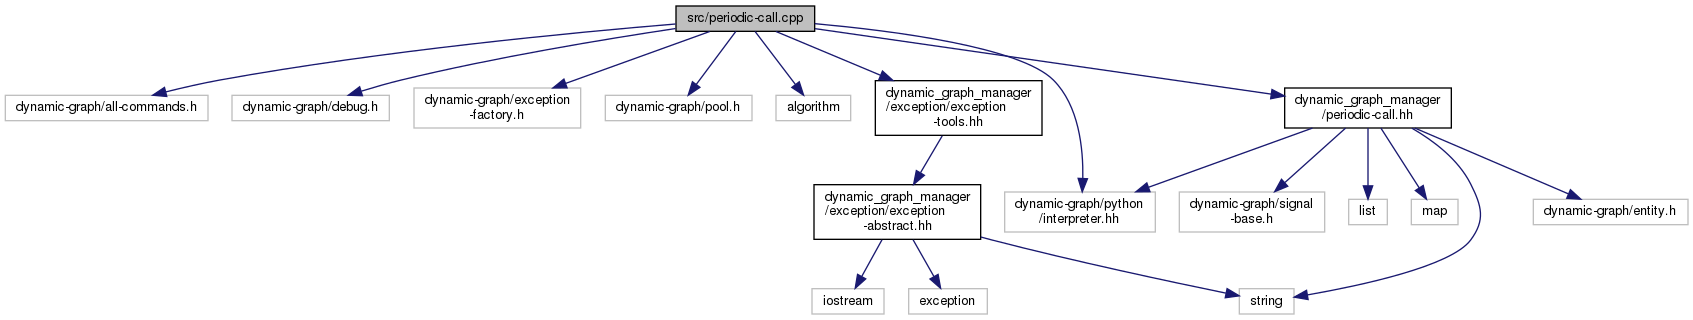 src/periodic-call.cpp
dynamic-graph/all-commands.h
dynamic-graph/debug.h
dynamic-graph/exception
-factory.h
dynamic-graph/pool.h
algorithm
dynamic_graph_manager
/exception/exception
-tools.hh
dynamic_graph_manager
/periodic-call.hh
dynamic_graph_manager
/exception/exception
-abstract.hh
dynamic-graph/python
/interpreter.hh
dynamic-graph/signal
-base.h
list
map
dynamic-graph/entity.h
iostream
exception
string